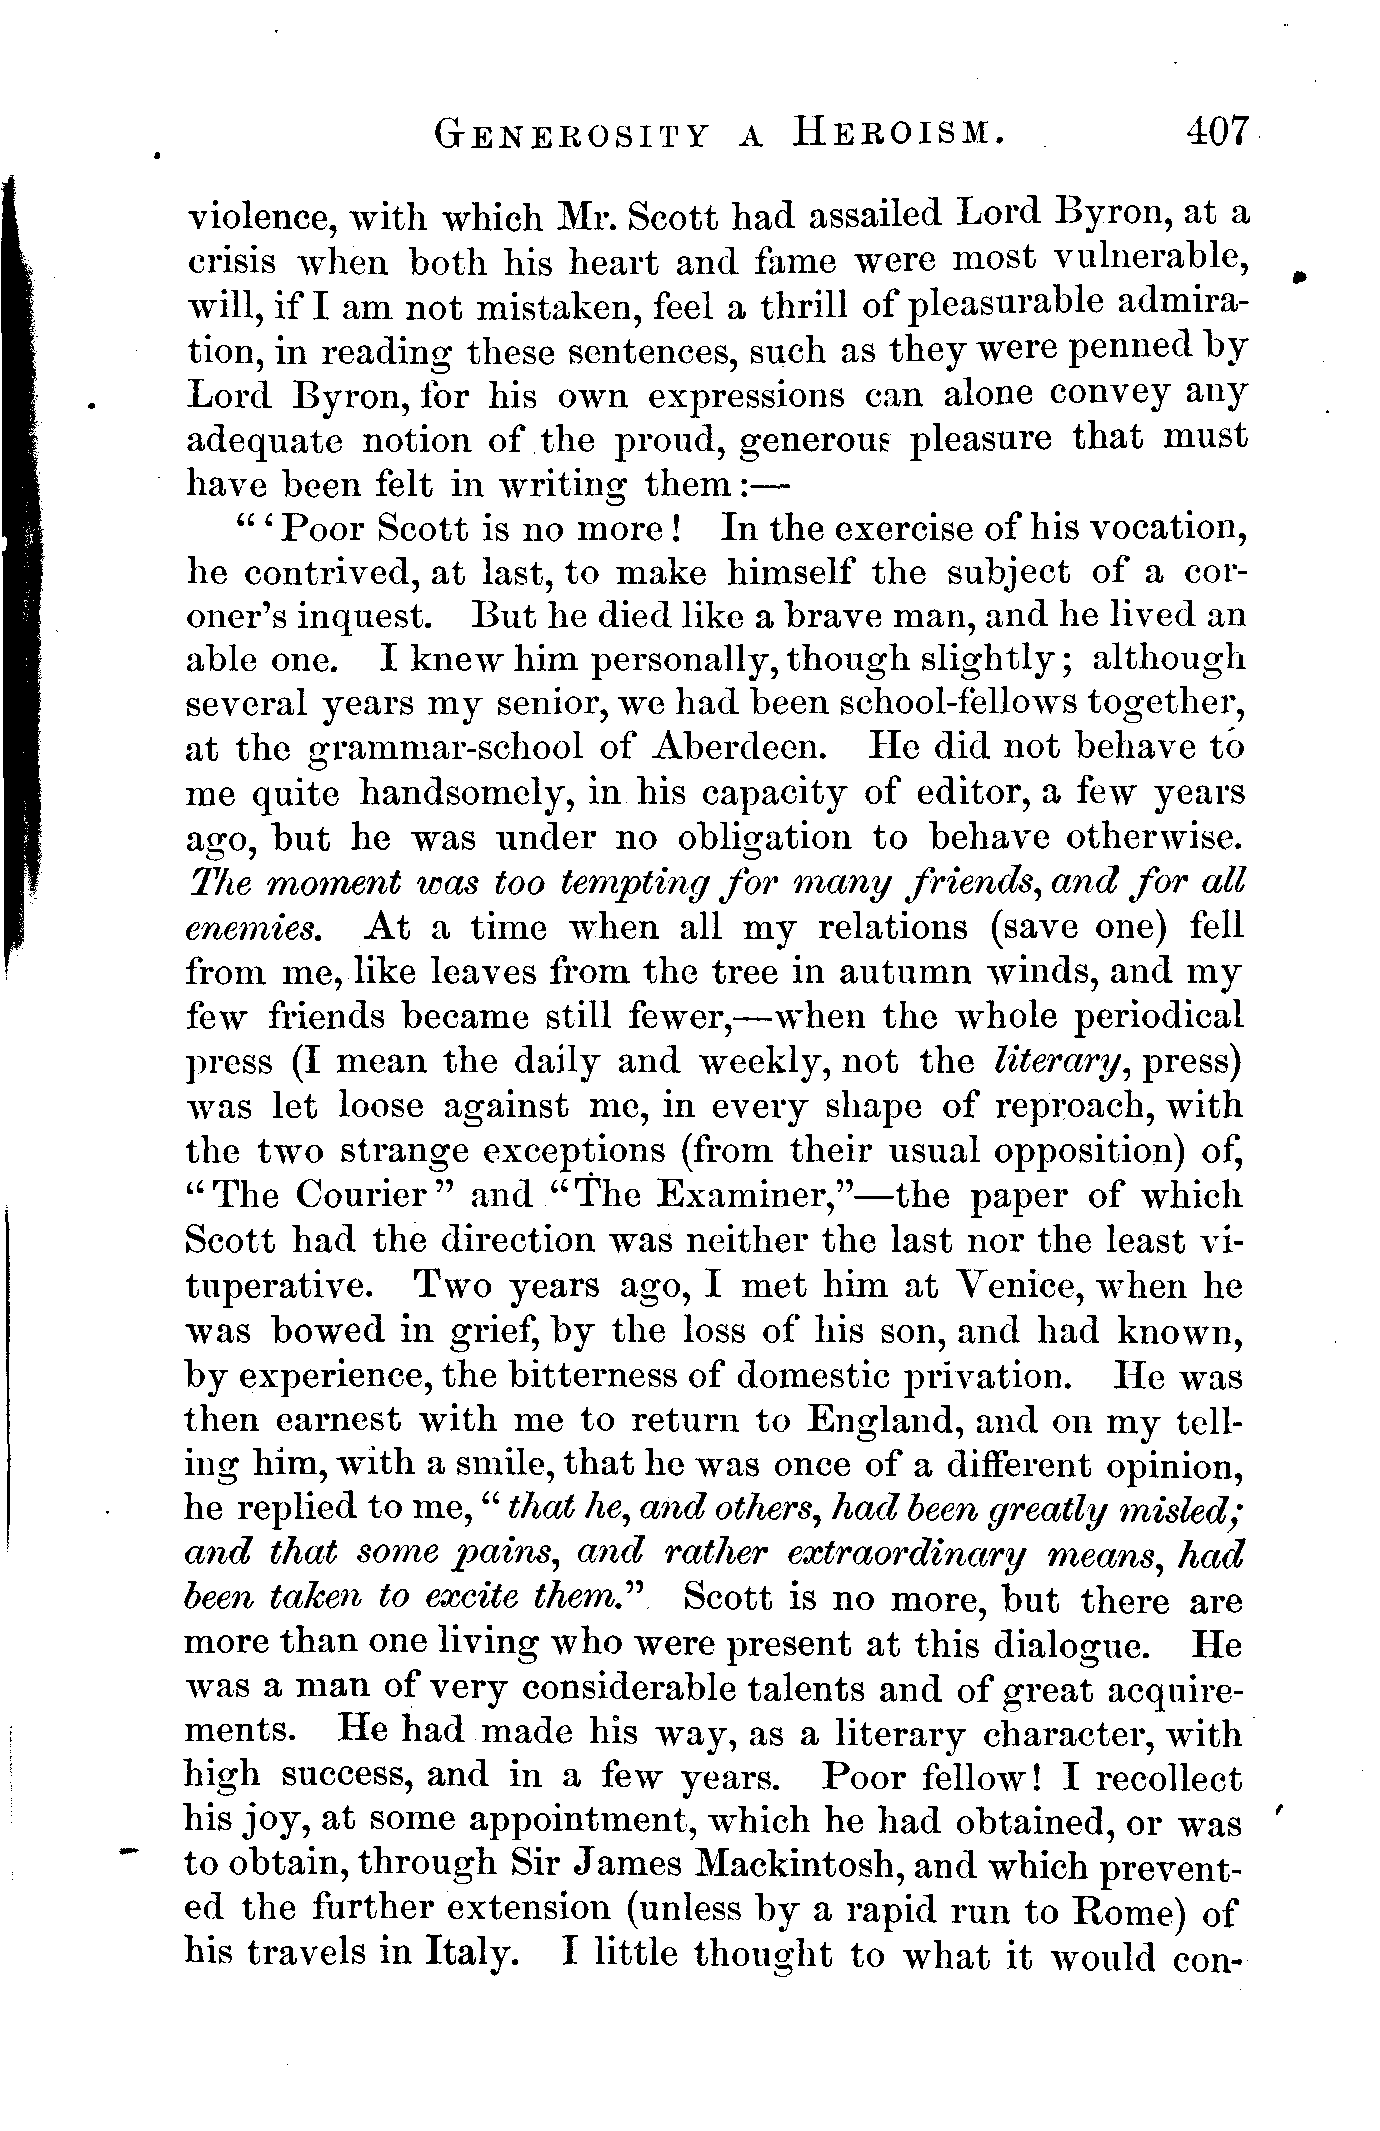 GENEROSITY A HEROISM. 407
violence, with which Mr. Scott had assailed Lord Byron, at a
crisis when both his heart and fame were most vulnerable,
will, if I am not mistaken, feel a thrill of pleasurable admira-
tion, in reading these sentences, such as they were penned by
Lord Byron, for his own expressions can alone convey any
adequate notion of the proud, generous pleasure that must
have been felt in writing them:—
“‘Poor Scott is no more! In the exercise of his vocation,
he contrived, at last, to make himself the subject of a cor-
oner’s inquest. But he died like a brave man, and he lived an
able one. I knew him personally, though slightly; although
several years my senior, we had been school-fellows together,
at the grammar-school of Aberdeen. He did not behave to
me quite handsomely, in his capacity of editor, a few years
ago, but he was under no obligation to behave otherwise.
The moment was too tempting for many friends, and for all
enemies. At a time when all my relations (save one) fell
from me, like leaves from the tree in autumn winds, and my
few friends became still fewer,—when the whole periodical
press (I mean the daily and weekly, not the literary, press)
was let loose against me, in every shape of reproach, with
the two strange exceptions (from their usual opposition) of,
“The Courier” and “The Examiner,”—the paper of which
Scott had the direction was neither the last nor the least vi-
tuperative. Two years ago, I met him at Venice, when he
was bowed in grief, by the loss of his son, and had known,
by experience, the bitterness of domestic privation. He was
then earnest with me to return to England, and on my tell-
ing him, with a smile, that he was once of a different opinion,
he replied to me, “that he, and others, had been greatly misled;
and that some pains, and rather extraordinary means, had
been taken to excite them.” Scott is no more, but there are
more than one living who were present at this dialogue. He
was a man of very considerable talents and of great acquire-
ments. He had made his way, as a literary character, with
high success, and in a few years. Poor fellow! I recollect
his joy, at some appointment, which he had obtained, or was
to obtain, through Sir James Mackintosh, and which prevent-
ed the further extension (unless by a rapid run to Rome) of
his travels in Italy. I little thought to what it would con-